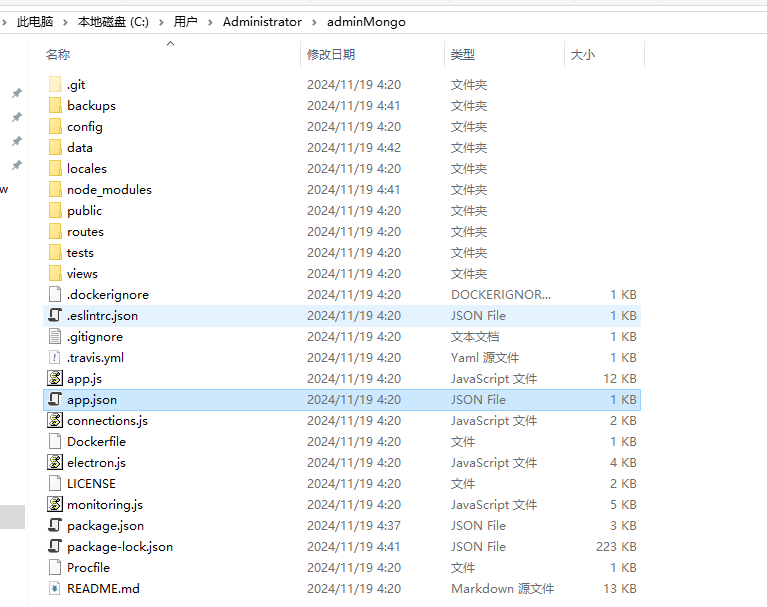 此电脑 > 本地磁盘 (C:) > 用户 > Administrator > adminMongo
名称 修改日期 类型 大小
.git 2024/11/19 4:20 文件夹
backups 2024/11/19 4:41 文件夹
config 2024/11/19 4:20 文件夹
data 2024/11/19 4:42 文件夹
locales 2024/11/19 4:20 文件夹
node_modules 2024/11/19 4:41 文件夹
public 2024/11/19 4:20 文件夹
routes 2024/11/19 4:20 文件夹
tests 2024/11/19 4:20 文件夹
views 2024/11/19 4:20 文件夹
.dockerignore 2024/11/19 4:20 DOCKERIGNOR... 1 KB
.eslintrc.json 2024/11/19 4:20 JSON File 1 KB
.gitignore 2024/11/19 4:20 文本文档 1 KB
.travis.yml 2024/11/19 4:20 Yaml 源文件 1 KB
app.js 2024/11/19 4:20 JavaScript 文件 12 KB
app.json 2024/11/19 4:20 JSON File 1 KB
connections.js 2024/11/19 4:20 JavaScript 文件 2 KB
Dockerfile 2024/11/19 4:20 文件 1 KB
electron.js 2024/11/19 4:20 JavaScript 文件 4 KB
LICENSE 2024/11/19 4:20 文件 2 KB
monitoring.js 2024/11/19 4:20 JavaScript 文件 5 KB
package.json 2024/11/19 4:37 JSON File 3 KB
package-lock.json 2024/11/19 4:41 JSON File 223 KB
Procfile 2024/11/19 4:20 文件 1 KB
README.md 2024/11/19 4:20 Markdown 源文件 13 KB